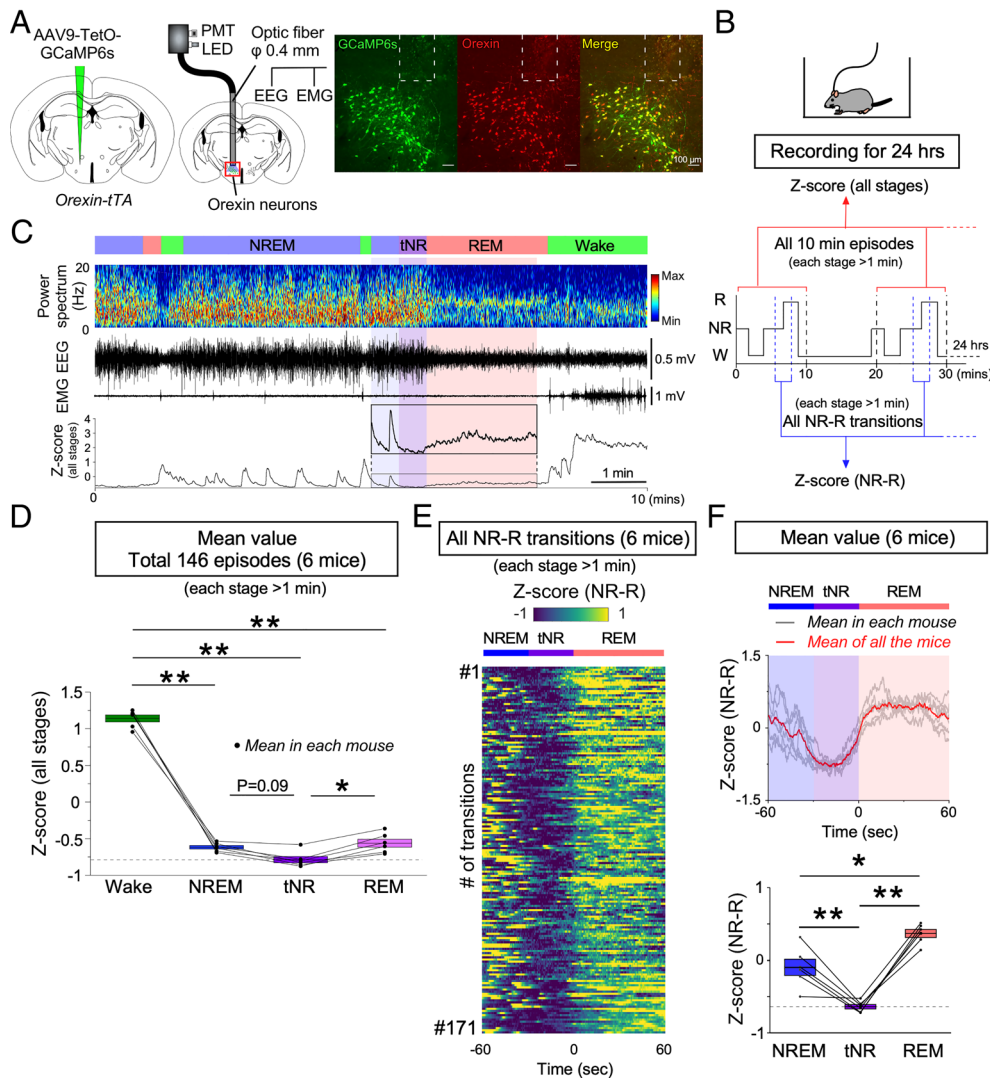 A
AAV9-TetO-
GCaMP6s
Orexin-tTA
PMT
LED
Optic fiber
φ 0.4 mm
EEG EMG
Orexin neurons
GCaMP6s Orexin Merge
100 μm
B
Recording for 24 hrs
Z-score (all stages)
All 10 min episodes
(each stage >1 min)
R
NR
W
24 hrs
0 10 20 30 (mins)
(each stage >1 min)
All NR-R transitions
Z-score (NR-R)
C
NREM tNR REM Wake
Power
spectrum
(Hz)
20
0
Max
Min
EEG
0.5 mV
EMG
1 mV
Z-score
(all stages)
4
3
2
1
0
1 min
0 10 (mins)
D
Mean value
Total 146 episodes (6 mice)
(each stage >1 min)
**
**
**
Z-score (all stages)
1.5
1
0.5
0
-0.5
-1
• Mean in each mouse
P=0.09
*
Wake NREM tNR REM
E
All NR-R transitions (6 mice)
(each stage >1 min)
Z-score (NR-R)
-1 1
NREM tNR REM
#1
# of transitions
#171
-60 0 60
Time (sec)
F
Mean value (6 mice)
NREM tNR REM
Mean in each mouse
Mean of all the mice
Z-score (NR-R)
1.5
0
-1.5
-60 0 60
Time (sec)
*
** **
Z-score (NR-R)
1
0
-1
NREM tNR REM